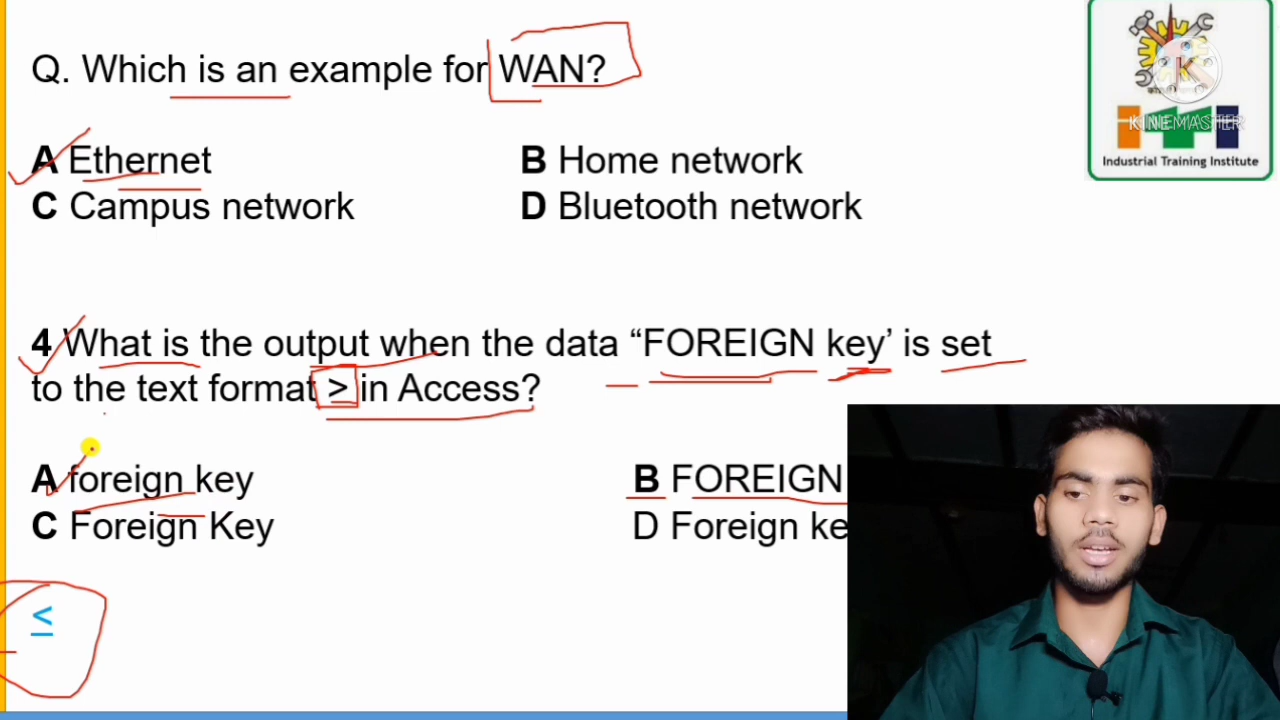 Q. Which is an example for WAN?
A Ethernet
B Home network
C Campus network
D Bluetooth network
4 What is the output when the data “FOREIGN key’ is set
to the text format > in Access?
A foreign key
B FOREIGN
C Foreign Key
D Foreign ke
<
K
KINEMASTER
Industrial Training Institute